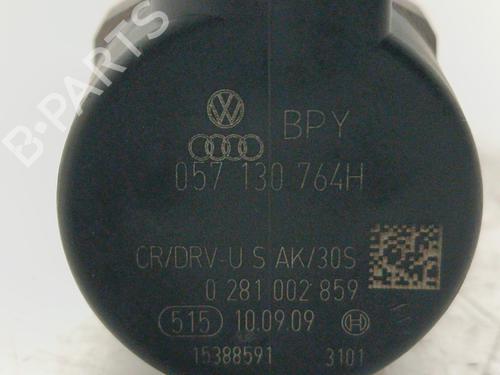 B-PARTS
BPY
057 130 764H
CR/DRV-U S AK/30S
0 281 002 859
515 10.09.09
15388591 3101